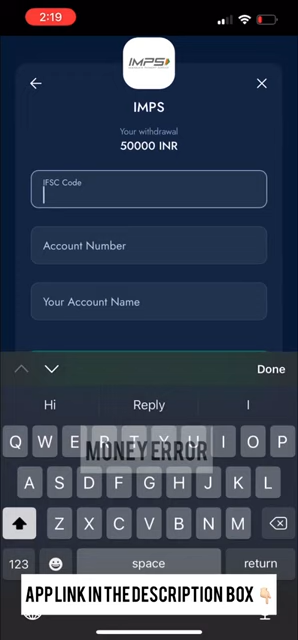 2:19
IMPS
IMPS
Your withdrawal
50000 INR
IFSC Code
Account Number
Your Account Name
Done
Hi Reply I
Q W E R T Y U I O P
MONEY ERROR
A S D F G H J K L
Z X C V B N M
123 space return
APP LINK IN THE DESCRIPTION BOX 👇🏻